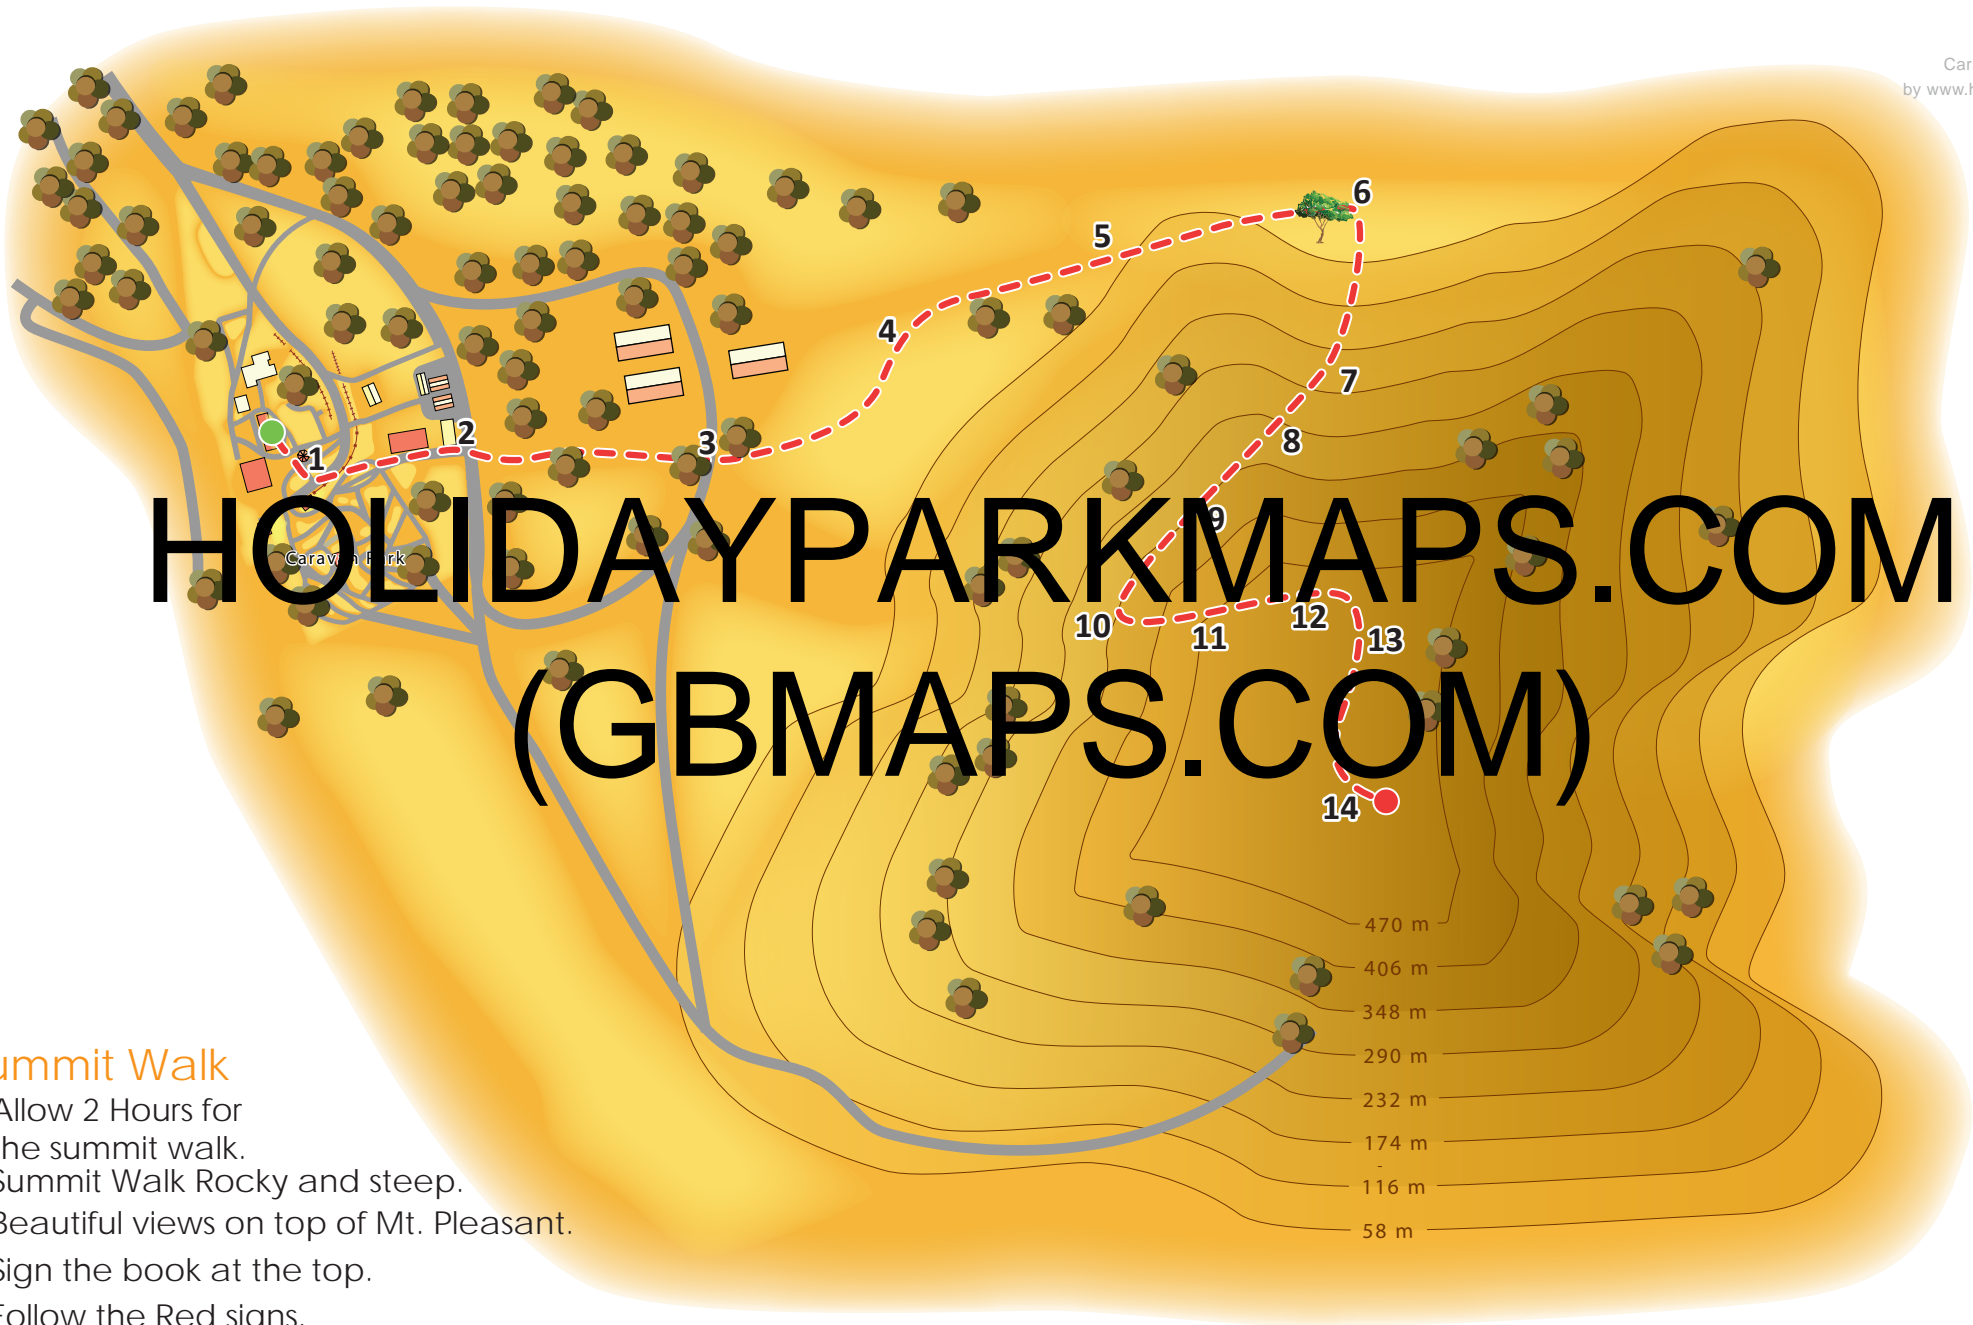 Car
by www.h
6
5
4
7
2
3
8
1
9
HOLIDAYPARKMAPS.COM
Caravan Park
10
11
12
13
(GBMAPS.COM)
14
470 m
406 m
348 m
290 m
232 m
174 m
-
116 m
58 m
ummit Walk
Allow 2 Hours for
he summit walk.
Summit Walk Rocky and steep.
Beautiful views on top of Mt. Pleasant.
Sign the book at the top.
Follow the Red signs.